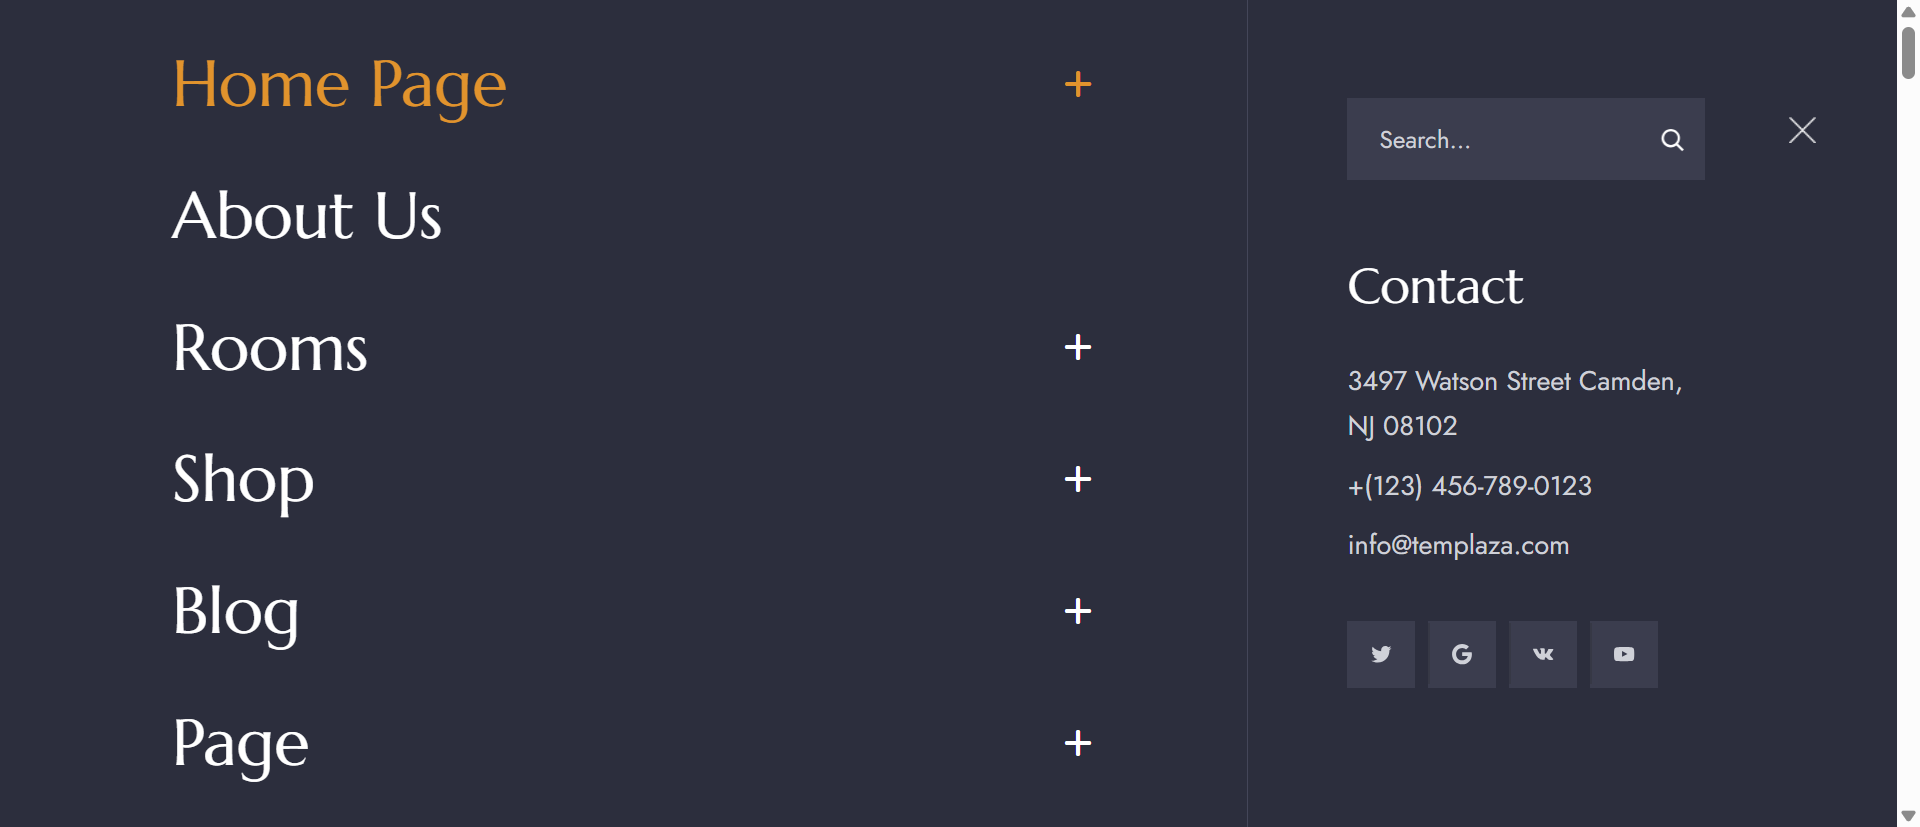 Home Page
About Us
Rooms
Shop
Blog
Page
Search...
Contact
3497 Watson Street Camden,
NJ 08102
+(123) 456-789-0123
info@templaza.com